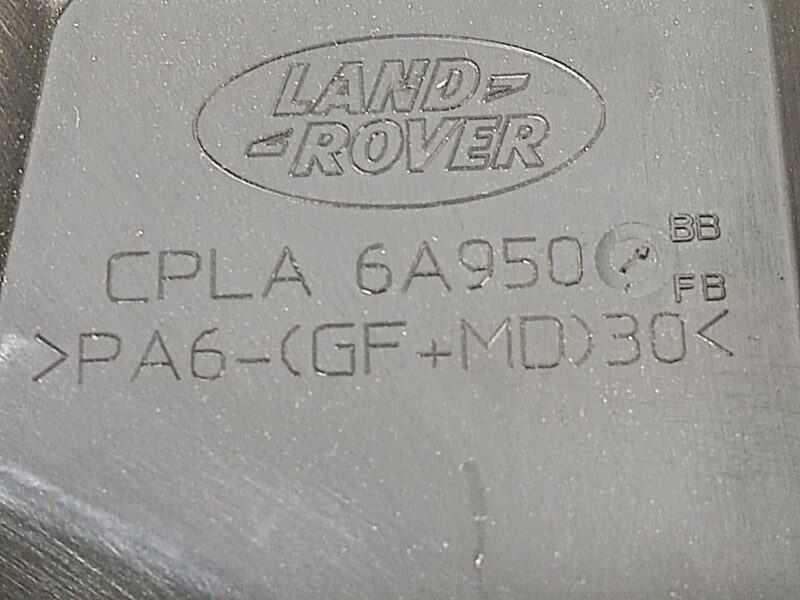 LAND
ROVER
CPLA 6A950 BB
FB
>PA6-(GF+MD)30<